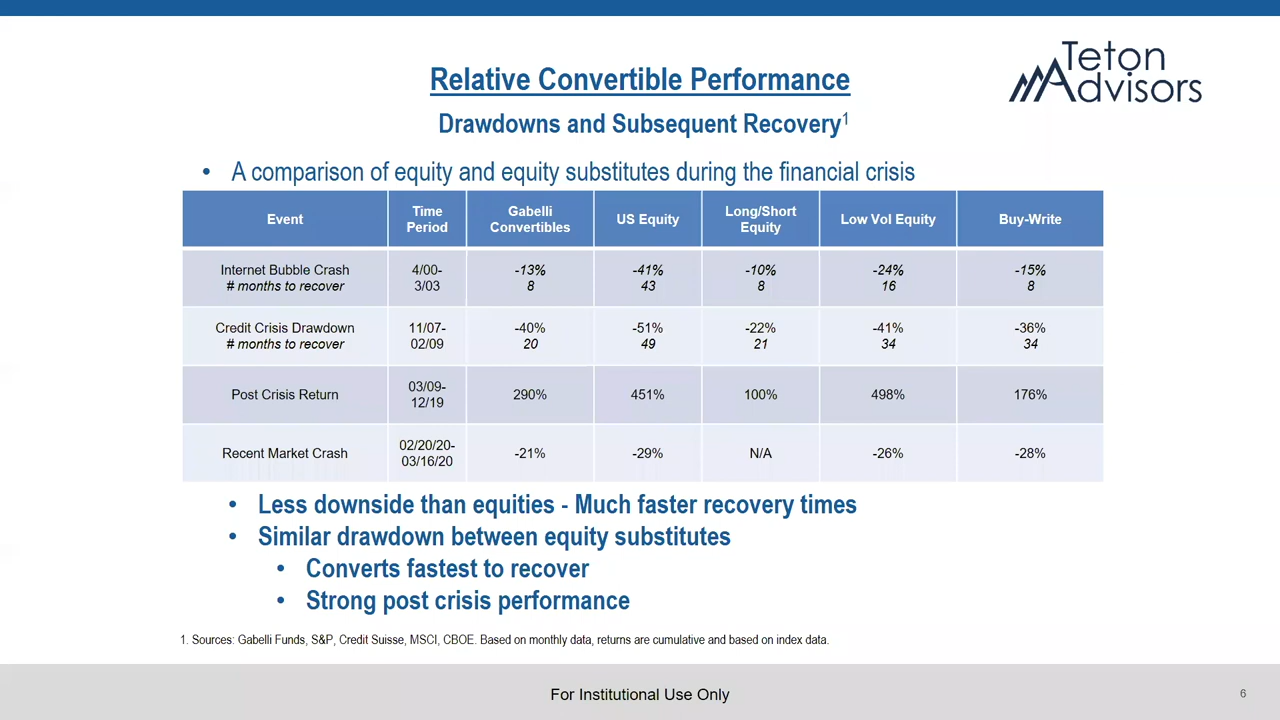 Teton
Advisors
Relative Convertible Performance
Drawdowns and Subsequent Recovery1
• A comparison of equity and equity substitutes during the financial crisis
Event
Time
Period
Gabelli
Convertibles
US Equity
Long/Short
Equity
Low Vol Equity
Buy-Write
Internet Bubble Crash
# months to recover
4/00-
3/03
-13%
8
-41%
43
-10%
8
-24%
16
-15%
8
Credit Crisis Drawdown
# months to recover
11/07-
02/09
-40%
20
-51%
49
-22%
21
-41%
34
-36%
34
Post Crisis Return
03/09-
12/19
290%
451%
100%
498%
176%
Recent Market Crash
02/20/20-
03/16/20
-21%
-29%
N/A
-26%
-28%
• Less downside than equities - Much faster recovery times
• Similar drawdown between equity substitutes
• Converts fastest to recover
• Strong post crisis performance
1. Sources: Gabelli Funds, S&P, Credit Suisse, MSCI, CBOE. Based on monthly data, returns are cumulative and based on index data.
For Institutional Use Only
6